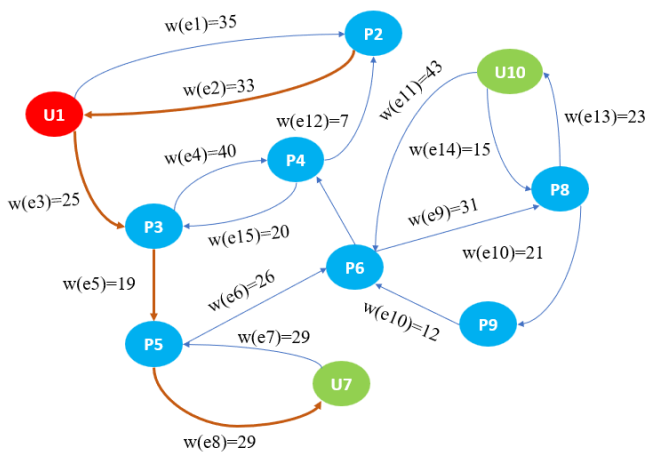 w(e1)=35
P2
w(e2)=33
U1
w(e11)=43
U10
w(e13)=23
w(e12)=7
w(e4)=40
P4
w(e14)=15
P8
w(e3)=25
P3
w(e15)=20
w(e9)=31
w(e10)=21
P6
w(e5)=19
w(e6)=26
w(e10)=12
P9
P5
w(e7)=29
U7
w(e8)=29